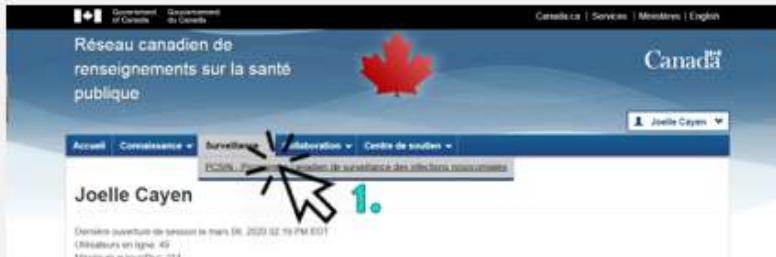 Government of Canada Gouvernement du Canada
Canada.ca | Services | Ministères | English
Réseau canadien de
renseignements sur la santé
publique
Canada
Joelle Cayen
Accueil Connaissance Surveillance Collaboration Centre de soutien
PCSIN - canadien de surveillance des infections nosocomiales
1.
Joelle Cayen
Dernière ouverture de session le mars 06, 2020 02:19 PM EDT
Utilisateurs en ligne: 49